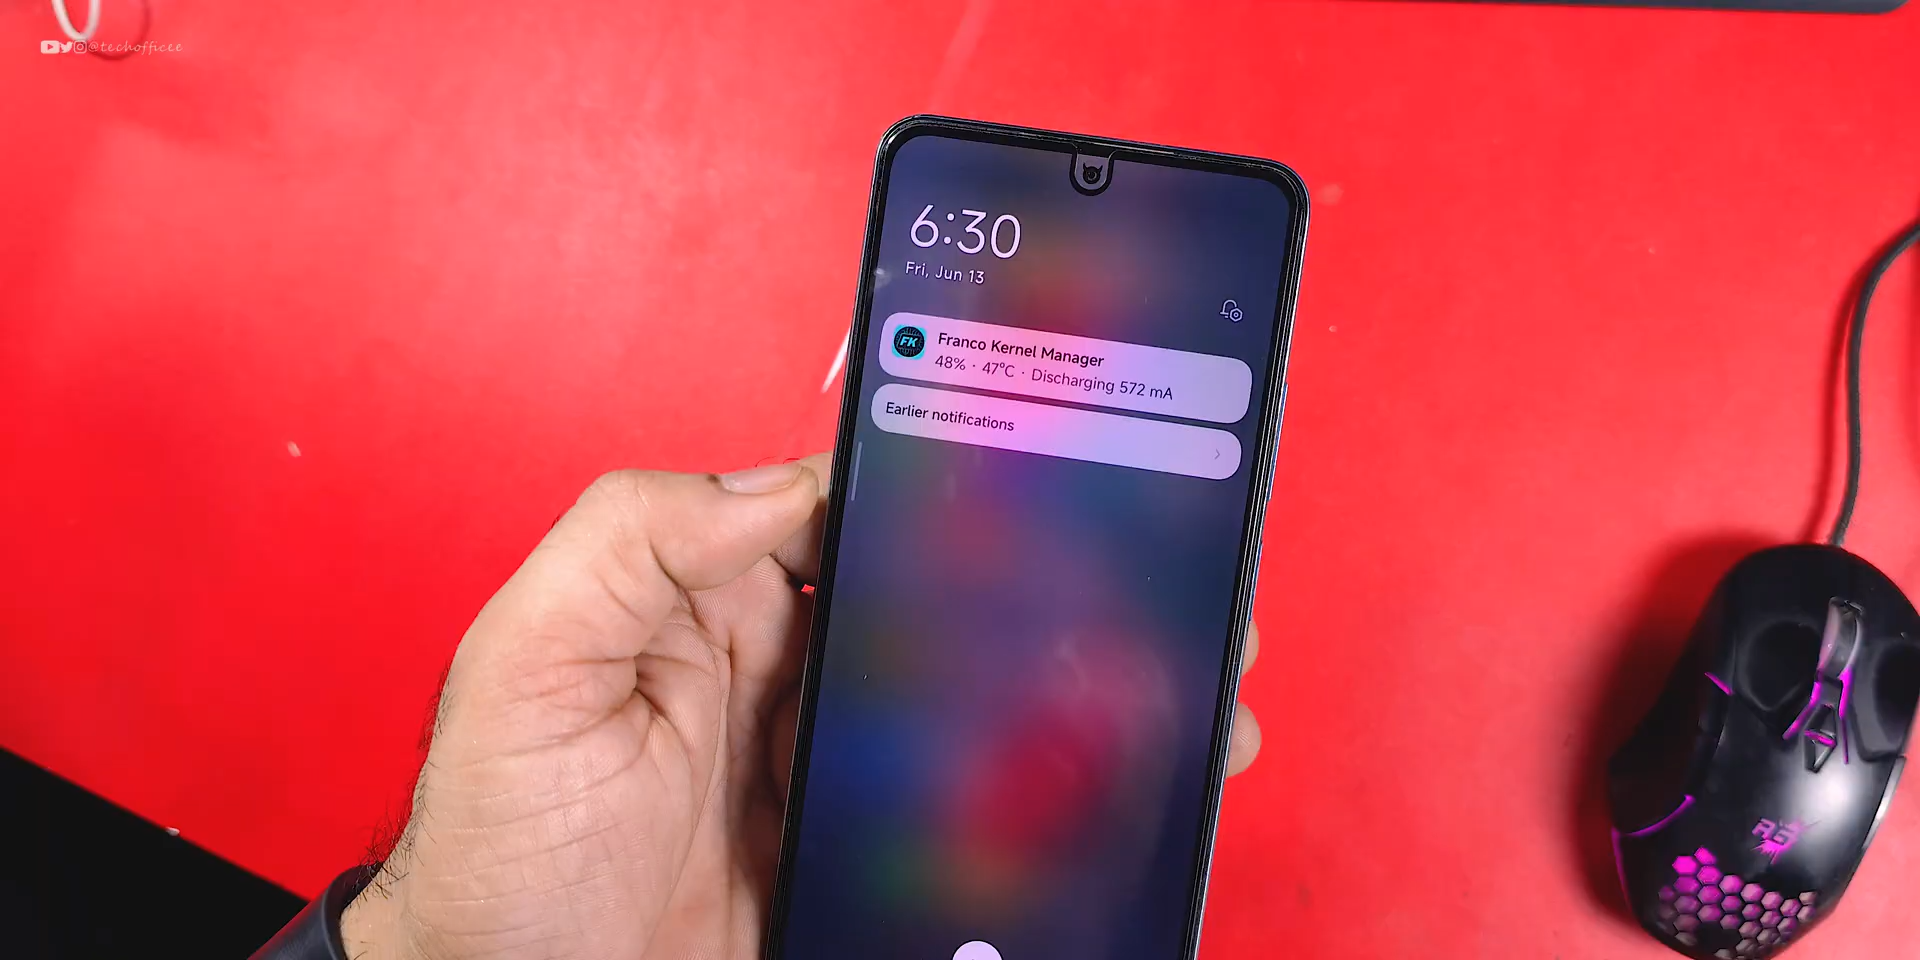 @techofficee
6:30
Fri, Jun 13
FK
Franco Kernel Manager
48% · 47°C · Discharging 572 mA
Earlier notifications